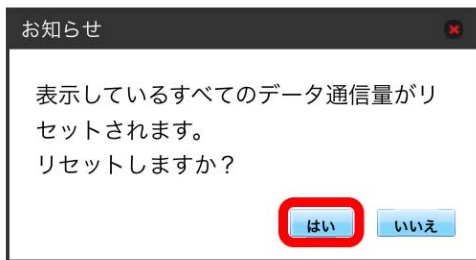 お知らせ
表示しているすべてのデータ通信量がリ
セットされます。
リセットしますか？
はい いいえ